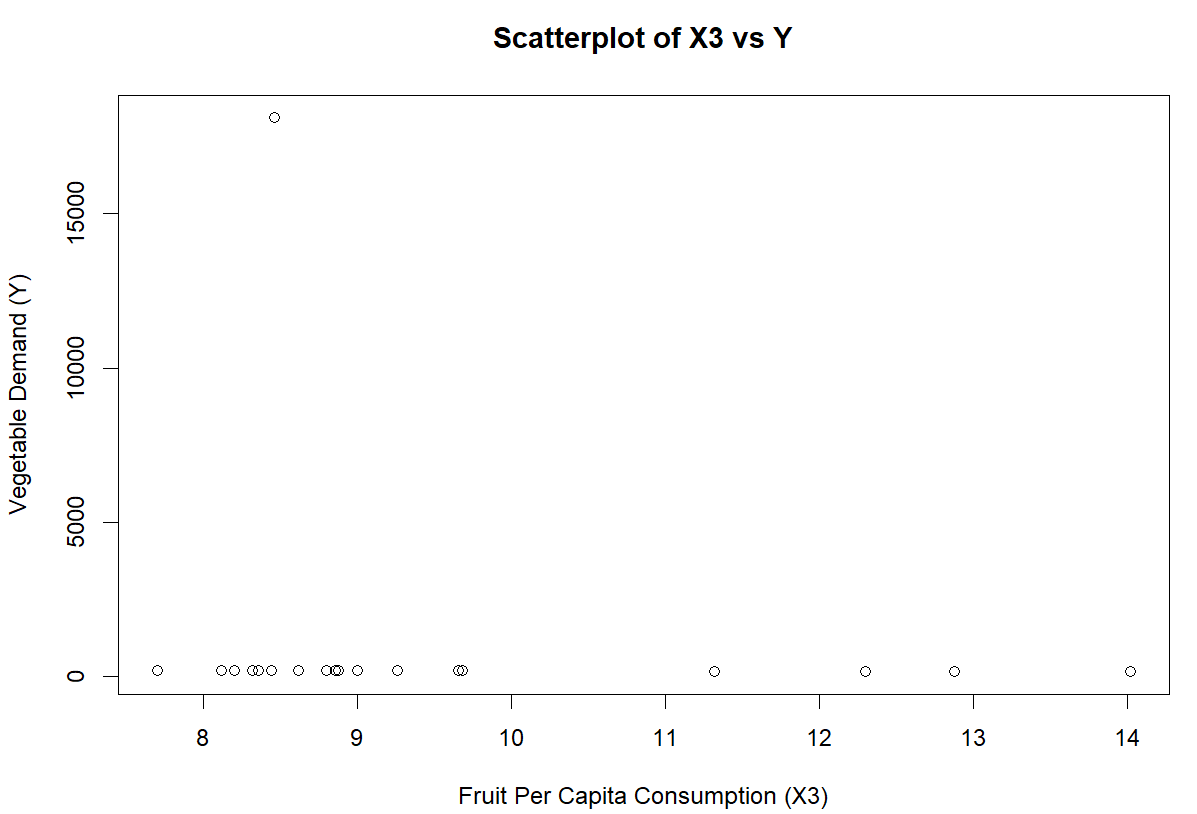 Scatterplot of X3 vs Y
Vegetable Demand (Y)
15000
10000
5000
0
8 9 10 11 12 13 14
Fruit Per Capita Consumption (X3)